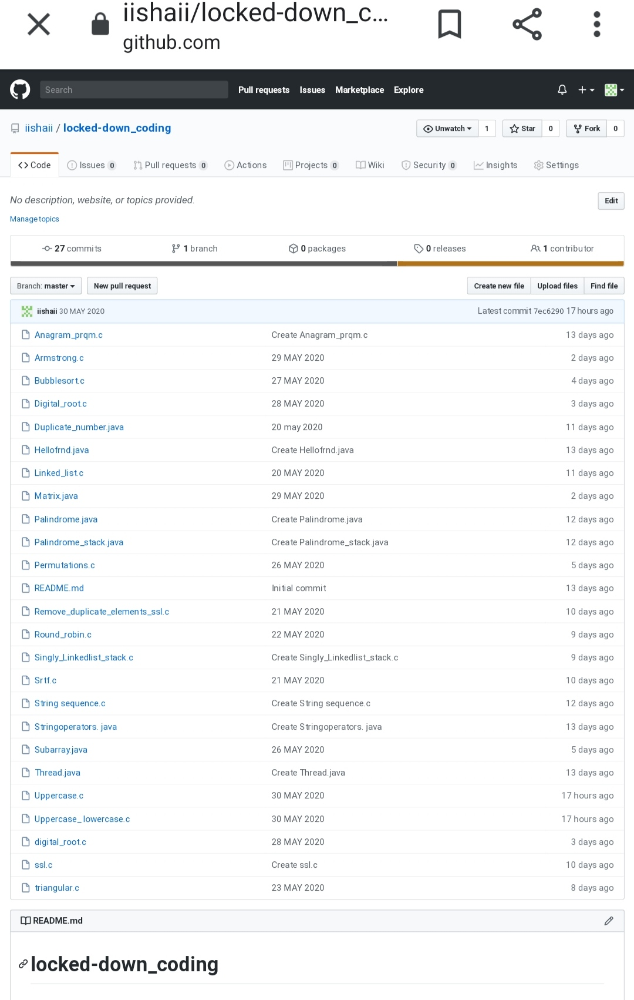 iishaii/locked-down_c...
github.com
Search Pull requests Issues Marketplace Explore
iishaii / locked-down_coding Unwatch 1 Star 0 Fork 0
Code Issues 0 Pull requests 0 Actions Projects 0 Wiki Security 0 Insights Settings
No description, website, or topics provided. Edit
Manage topics
27 commits 1 branch 0 packages 0 releases 1 contributor
Branch: master New pull request Create new file Upload files Find file
iishaii 30 MAY 2020 Latest commit 7ec6290 17 hours ago
Anagram_prqm.c Create Anagram_prqm.c 13 days ago
Armstrong.c 29 MAY 2020 2 days ago
Bubblesort.c 27 MAY 2020 4 days ago
Digital_root.c 28 MAY 2020 3 days ago
Duplicate_number.java 20 may 2020 11 days ago
Hellofrnd.java Create Hellofrnd.java 13 days ago
Linked_list.c 20 MAY 2020 11 days ago
Matrix.java 29 MAY 2020 2 days ago
Palindrome.java Create Palindrome.java 12 days ago
Palindrome_stack.java Create Palindrome_stack.java 12 days ago
Permutations.c 26 MAY 2020 5 days ago
README.md Initial commit 13 days ago
Remove_duplicate_elements_ssl.c 21 MAY 2020 10 days ago
Round_robin.c 22 MAY 2020 9 days ago
Singly_Linkedlist_stack.c Create Singly_Linkedlist_stack.c 9 days ago
Srtf.c 21 MAY 2020 10 days ago
String sequence.c Create String sequence.c 12 days ago
Stringoperators. java Create Stringoperators. java 13 days ago
Subarray.java 26 MAY 2020 5 days ago
Thread.java Create Thread.java 13 days ago
Uppercase.c 30 MAY 2020 17 hours ago
Uppercase_ lowercase.c 30 MAY 2020 17 hours ago
digital_root.c 28 MAY 2020 3 days ago
ssl.c Create ssl.c 10 days ago
triangular.c 23 MAY 2020 8 days ago
README.md
locked-down_coding